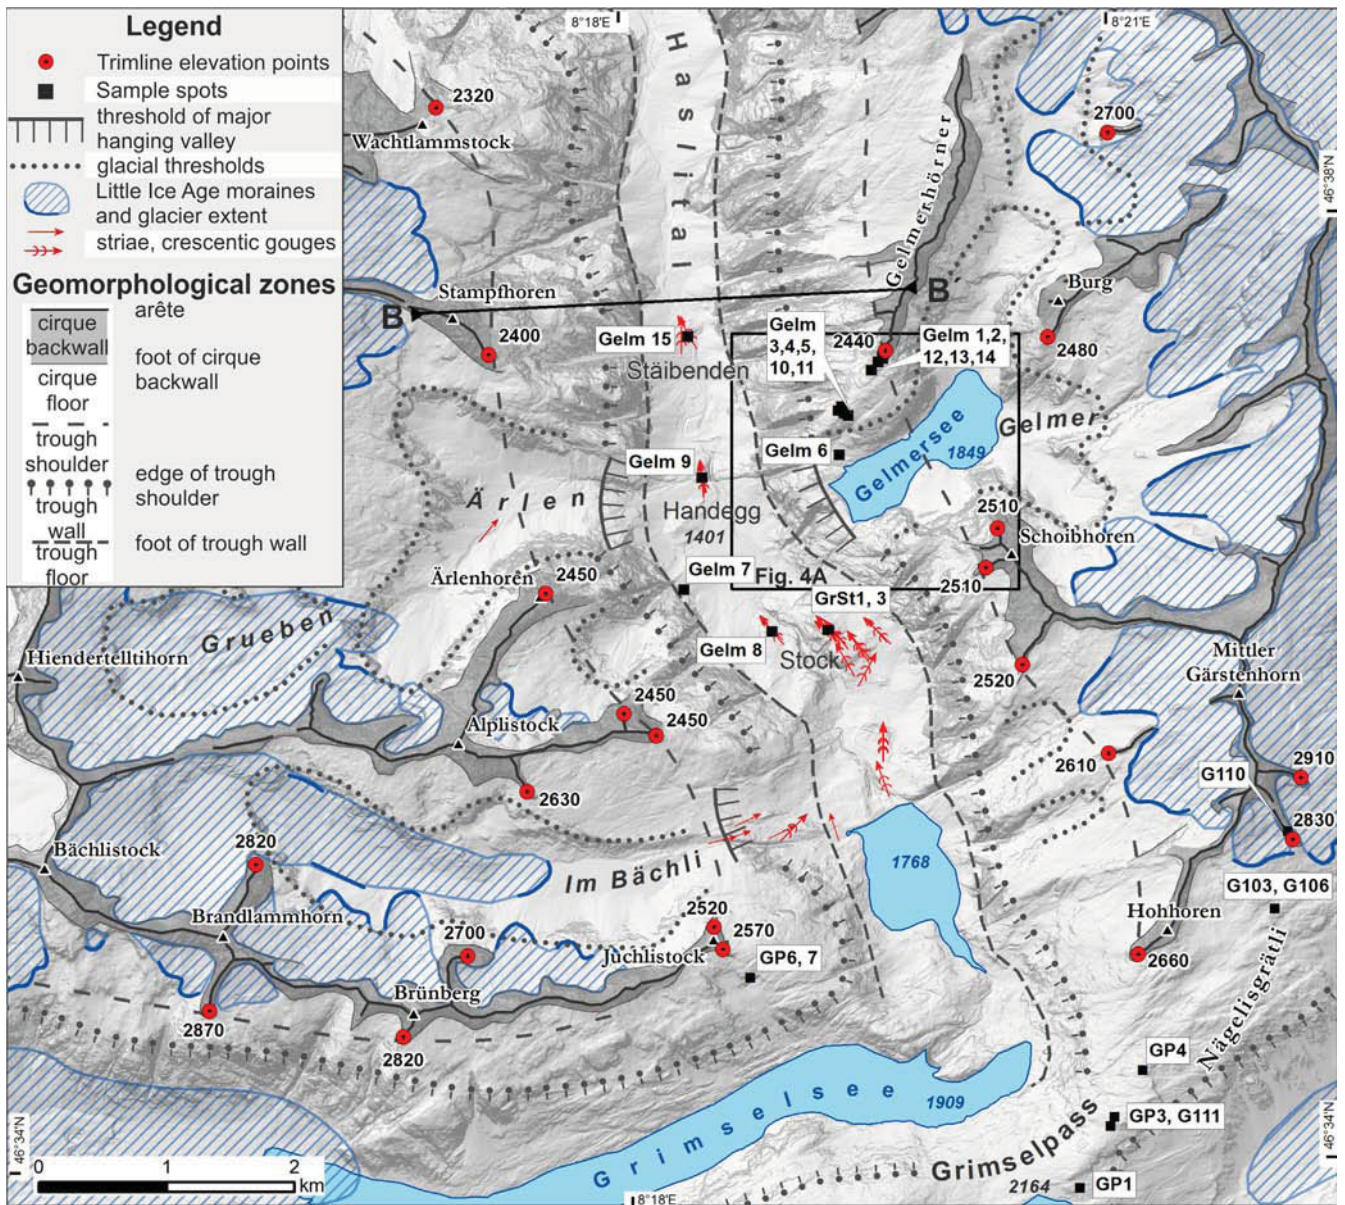 Legend
Trimline elevation points
Sample spots
threshold of major
hanging valley
glacial thresholds
Little Ice Age moraines
and glacier extent
striae, crescentic gouges
Geomorphological zones
cirque
backwall
arête
foot of cirque
backwall
cirque
floor
trough
shoulder
edge of trough
shoulder
trough
wall
foot of trough wall
trough
floor
8°18'E
8°21'E
46°38'N
Haslital
2320
Wachtlammstock
2700
Gelmerhörner
Burg
2480
Stampfhoren
B
B´
2400
Gelm 15
Stäibenden
Gelm
3,4,5,
10,11
2440
Gelm 1,2,
12,13,14
Gelmer
Gelmersee
1849
Gelm 6
Gelm 9
Handegg
1401
Ärlen
2510
Schoibhoren
2510
Fig. 4A
Gelm 7
Ärlenhoren
2450
GrSt1, 3
Gelm 8
Stock
Grueben
Hiendertelltihorn
Mittler
Gärstenhorn
2520
2450
2450
Alplistock
2610
2910
G110
2630
2830
2820
Bächlistock
Im Bächli
1768
G103, G106
Brandlammhorn
2520
2570
Hohhoren
2700
Juchlistock
GP6, 7
2660
Brünberg
2870
2820
Nägelisgrätli
GP4
Grimselsee
1909
GP3, G111
Grimselpass
2164
GP1
46°34'N
46°34'N
0
1
2
km
8°18'E